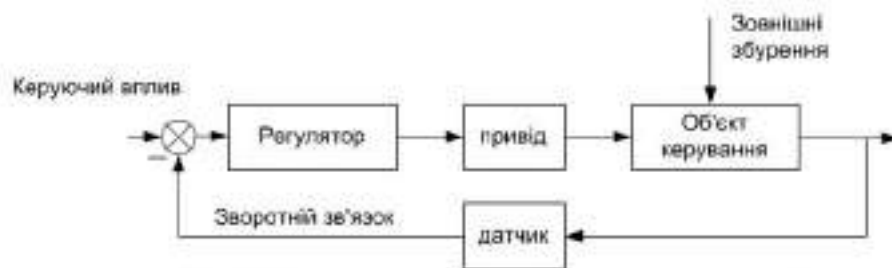 Зовнішні
збурення
Керуючий вплив
Регулятор
привід
Об'єкт
керування
Зворотній зв'язок
датчик